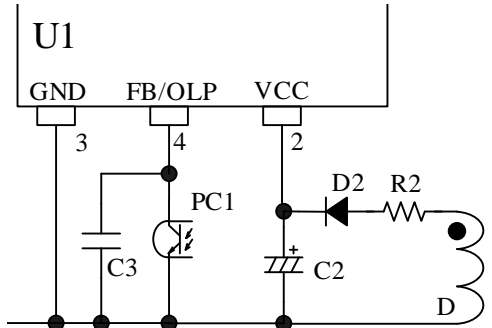 U1
GND FB/OLP VCC
3 4 2
D2 R2
PC1
+
C3 C2
D